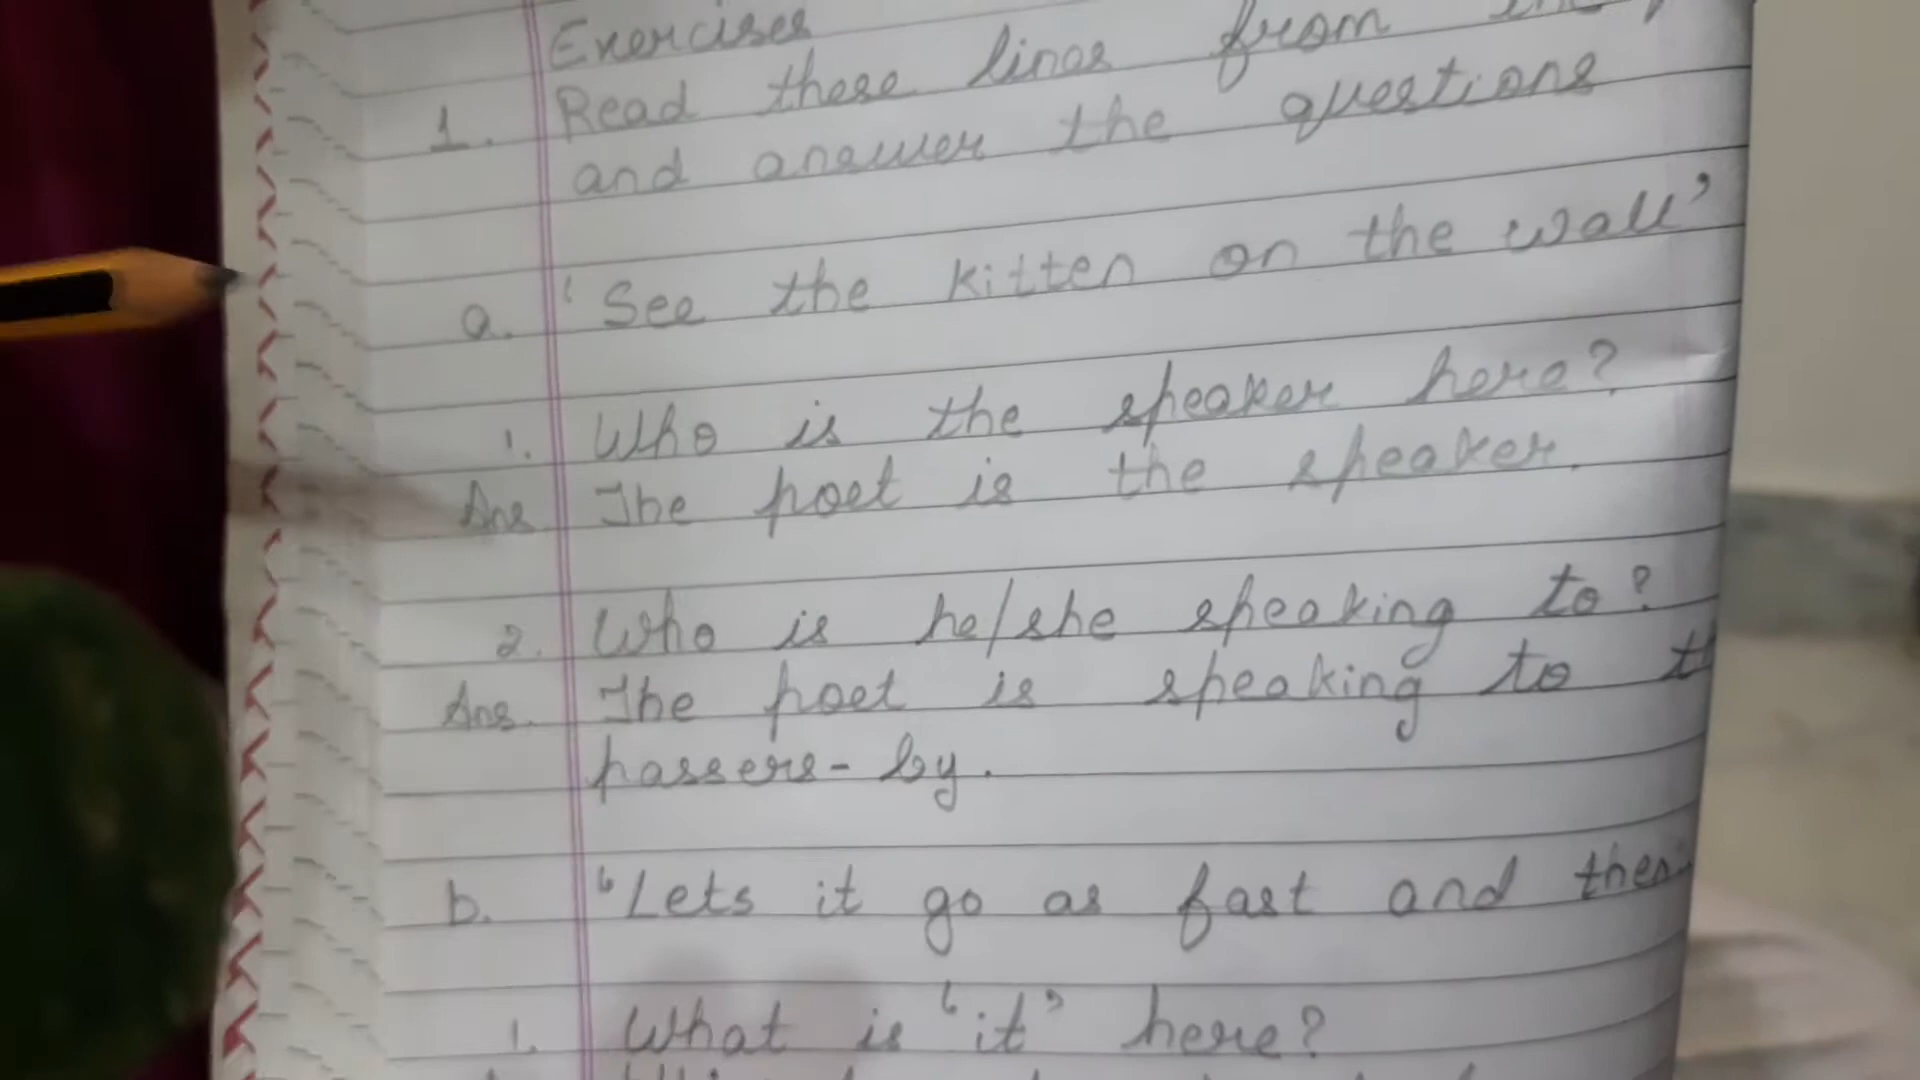 Exercises
1. Read these lines from
and answer the questions
a. 'See the kitten on the wall'
1. Who is the speaker here?
Ans The poet is the speaker.
2. Who is he/she speaking to?
Ans. The poet is speaking to
passers-by.
b. 'Lets it go as fast and then
1. What is 'it' here?